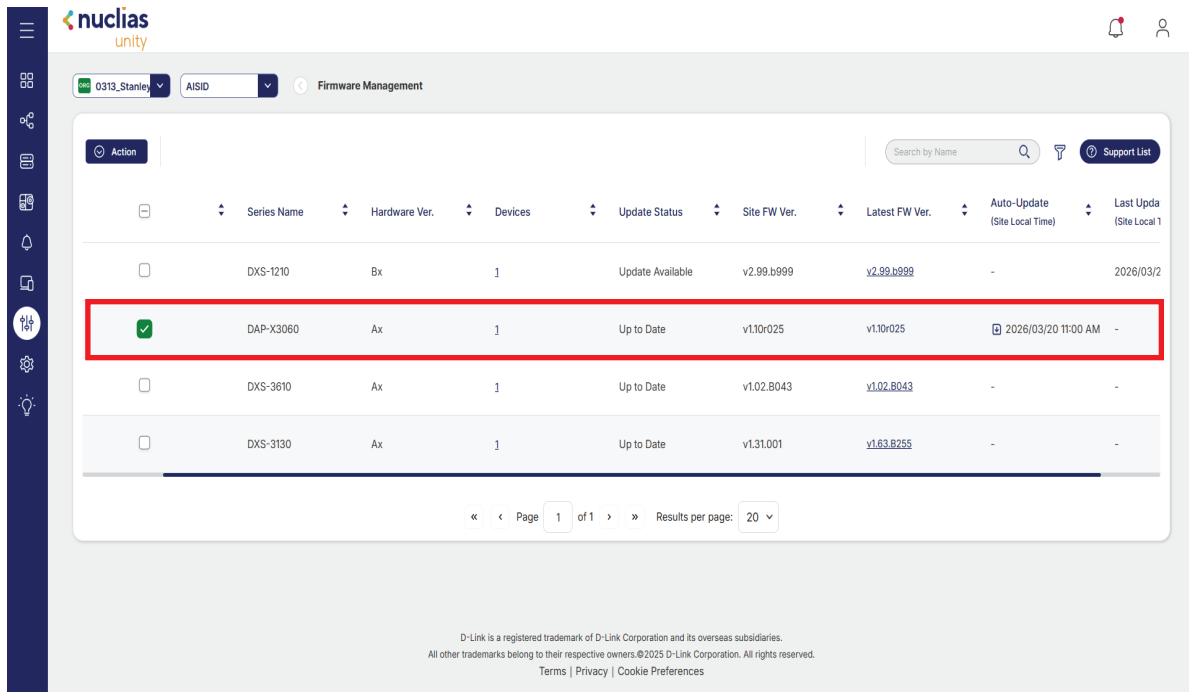 nuclias
unity
ORG 0313_Stanley AISID Firmware Management
Action Search by Name Support List
Series Name Hardware Ver. Devices Update Status Site FW Ver. Latest FW Ver. Auto-Update (Site Local Time) Last Upda (Site Local T
DXS-1210 Bx 1 Update Available v2.99.b999 v2.99.b999 - 2026/03/2
DAP-X3060 Ax 1 Up to Date v1.10r025 v1.10r025 2026/03/20 11:00 AM -
DXS-3610 Ax 1 Up to Date v1.02.B043 v1.02.B043 - -
DXS-3130 Ax 1 Up to Date v1.31.001 v1.63.B255 - -
« ‹ Page 1 of 1 › » Results per page: 20
D-Link is a registered trademark of D-Link Corporation and its overseas subsidiaries.
All other trademarks belong to their respective owners.©2025 D-Link Corporation. All rights reserved.
Terms | Privacy | Cookie Preferences